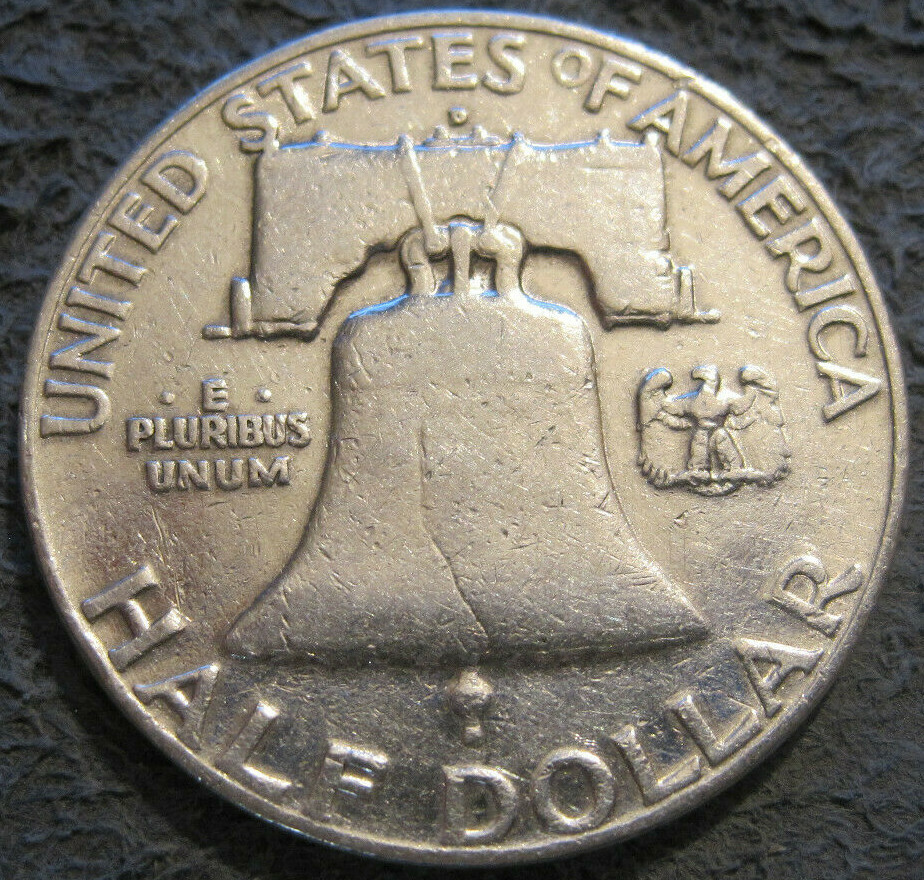 UNITED STATES OF AMERICA
D
· E ·
PLURIBUS
UNUM
HALF DOLLAR